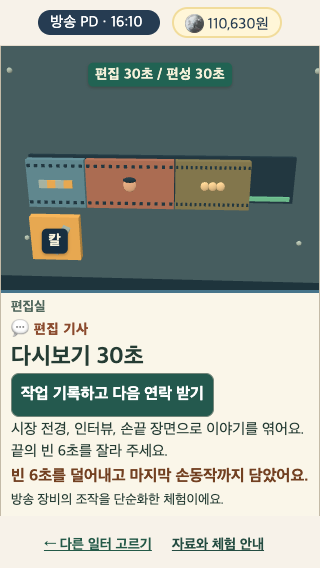 방송 PD · 16:10
110,630원
편집 30초 / 편성 30초
칼
편집실
편집 기사
다시보기 30초
작업 기록하고 다음 연락 받기
시장 전경, 인터뷰, 손끝 장면으로 이야기를 엮어요.
끝의 빈 6초를 잘라 주세요.
빈 6초를 덜어내고 마지막 손동작까지 담았어요.
방송 장비의 조작을 단순화한 체험이에요.
← 다른 일터 고르기 자료와 체험 안내